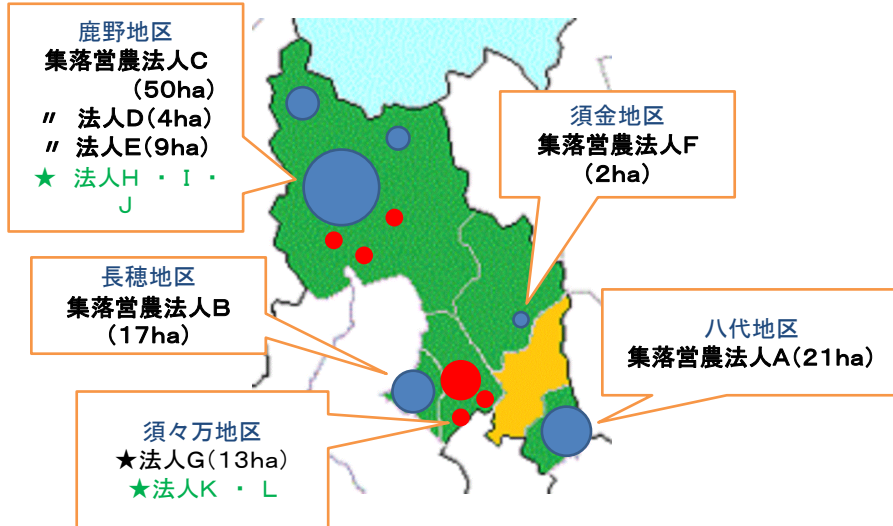 鹿野地区
集落営農法人C
(50ha)
〃 法人D(4ha)
〃 法人E(9ha)
★ 法人H ・ I ・
J
須金地区
集落営農法人F
(2ha)
長穂地区
集落営農法人B
(17ha)
八代地区
集落営農法人A(21ha)
須々万地区
★法人G(13ha)
★法人K ・ L